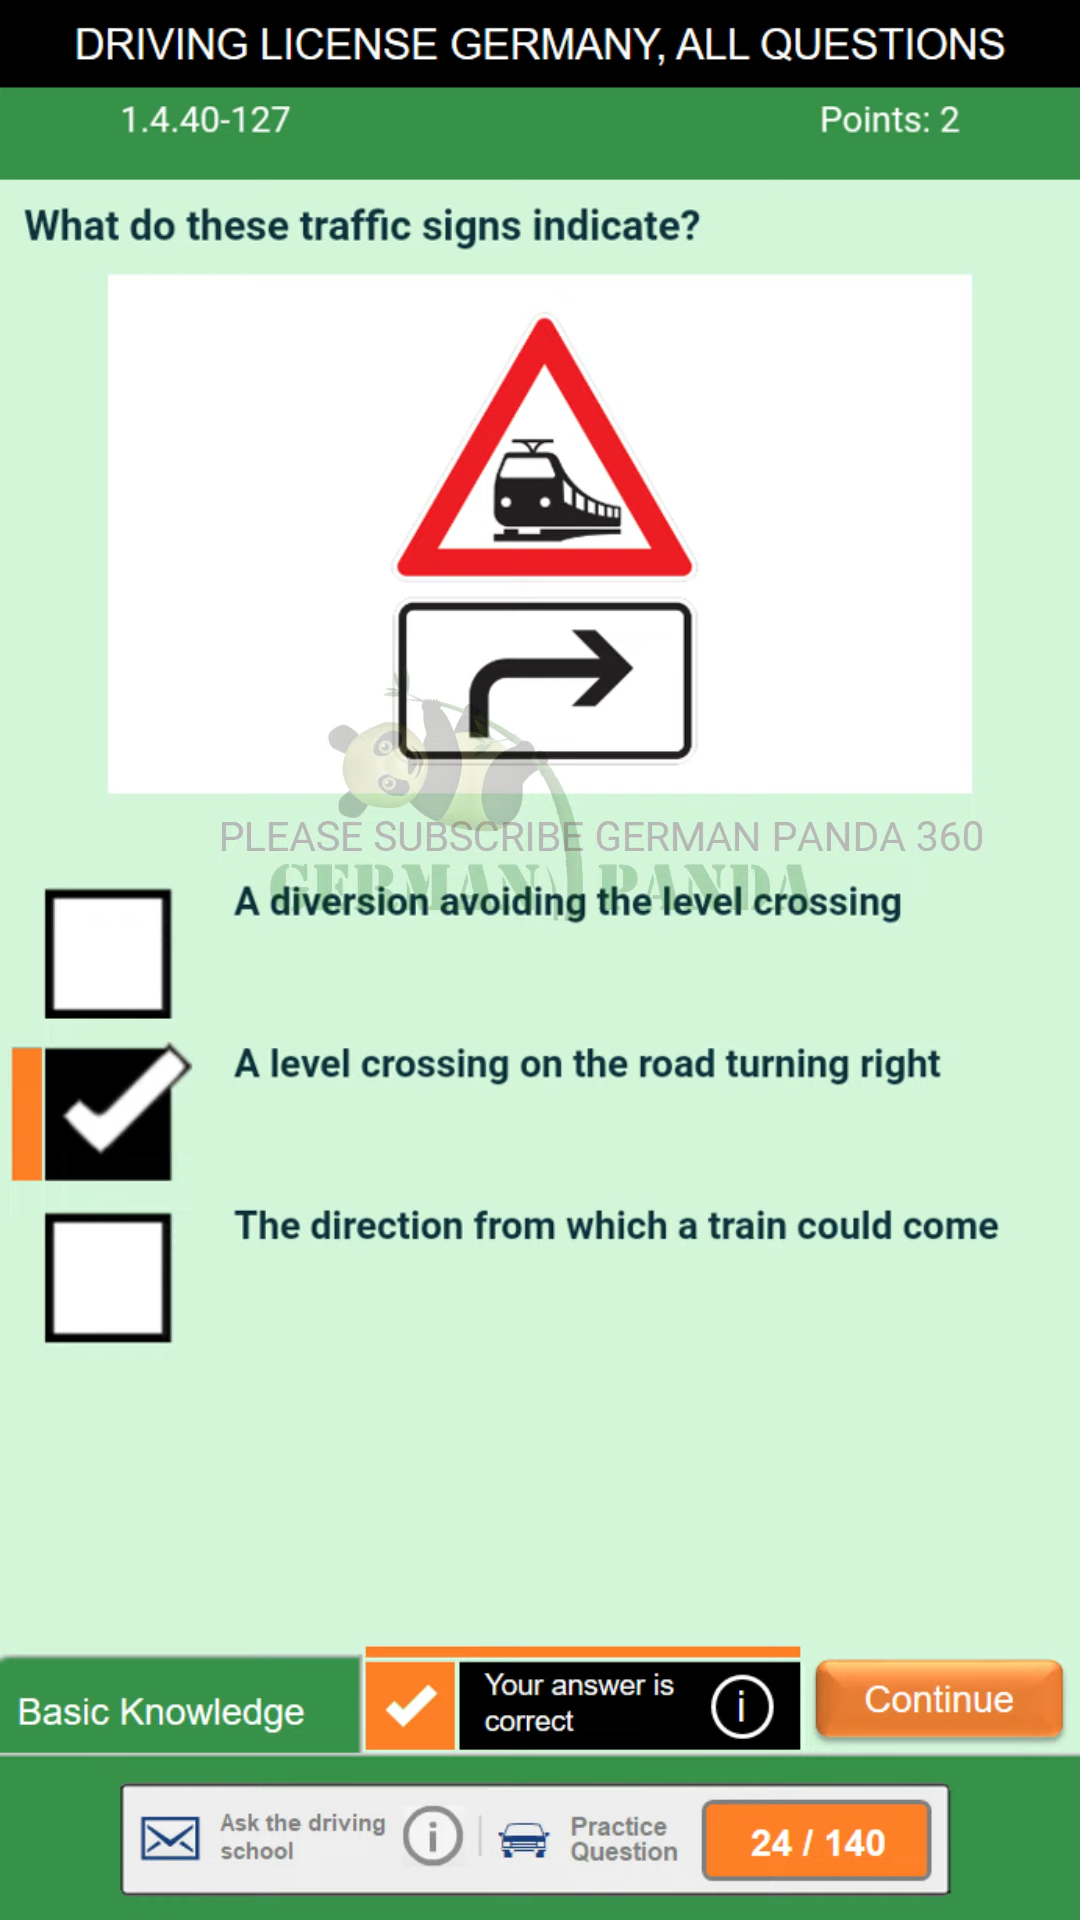 DRIVING LICENSE GERMANY, ALL QUESTIONS
1.4.40-127
Points: 2
What do these traffic signs indicate?
PLEASE SUBSCRIBE GERMAN PANDA 360
GERMAN PANDA
A diversion avoiding the level crossing
A level crossing on the road turning right
The direction from which a train could come
Basic Knowledge
Your answer is
correct
i
Continue
Ask the driving
school
i
Practice
Question
24 / 140